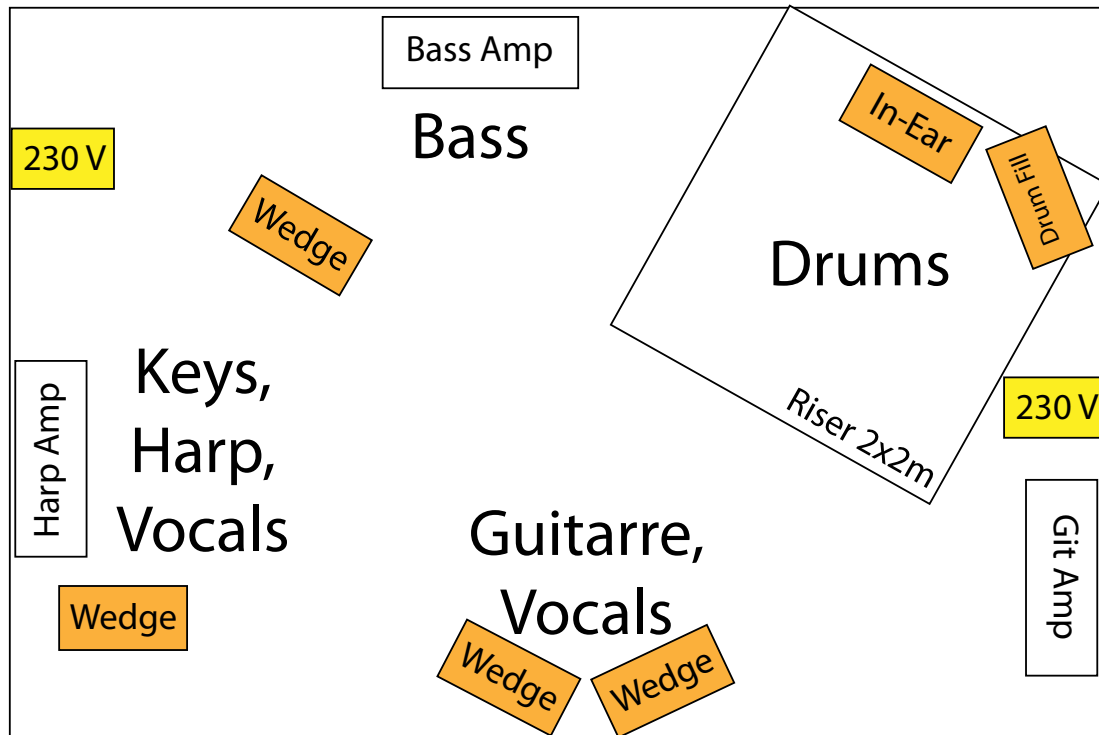 Bass Amp
Bass
In-Ear
Drum Fill
230 V
Wedge
Drums
Keys,
Harp,
Vocals
Harp Amp
Riser 2x2m
230 V
Guitarre,
Vocals
Git Amp
Wedge
Wedge
Wedge